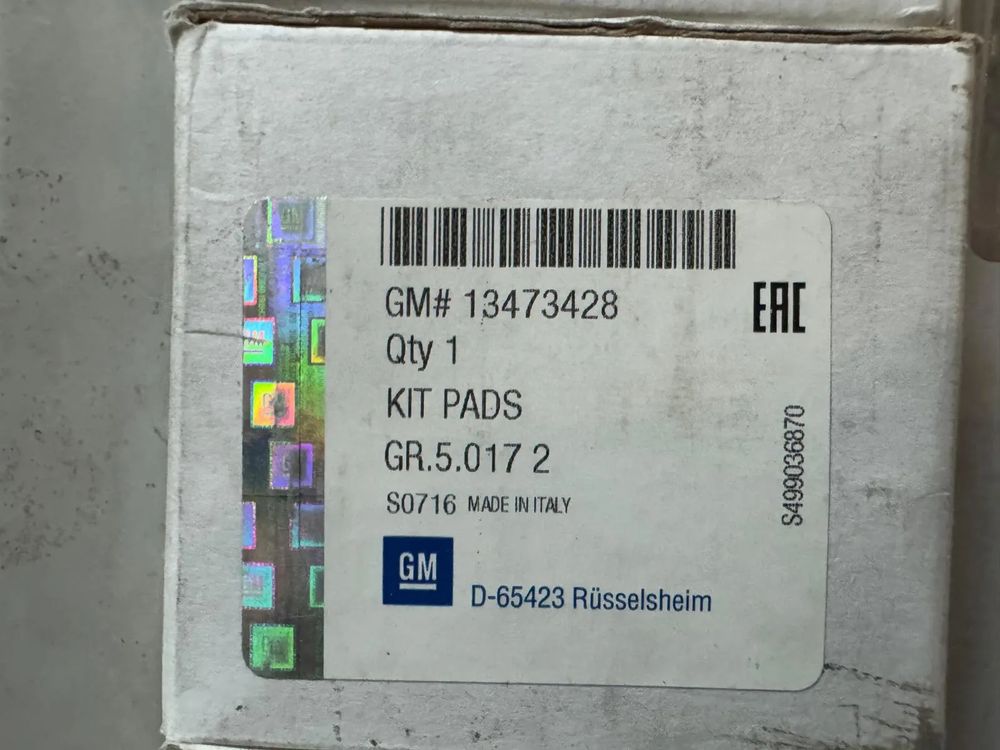 GM# 13473428
EAC
Qty 1
KIT PADS
GR.5.017 2
S0716 MADE IN ITALY
S499036870
GM
D-65423 Rüsselsheim